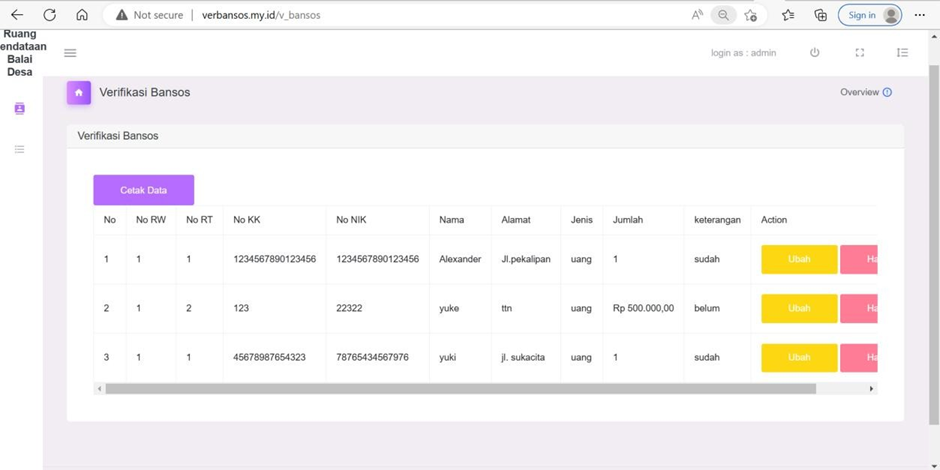 Not secure verbansos.my.id/v_bansos
Sign in
Ruang
endataan
Balai
Desa
login as : admin
Verifikasi Bansos
Overview
Verifikasi Bansos
Cetak Data
No No RW No RT No KK No NIK Nama Alamat Jenis Jumlah keterangan Action
1 1 1 1234567890123456 1234567890123456 Alexander Jl.pekalipan uang 1 sudah Ubah Ha
2 1 2 123 22322 yuke ttn uang Rp 500.000,00 belum Ubah Ha
3 1 1 45678987654323 78765434567976 yuki jl. sukacita uang 1 sudah Ubah Ha